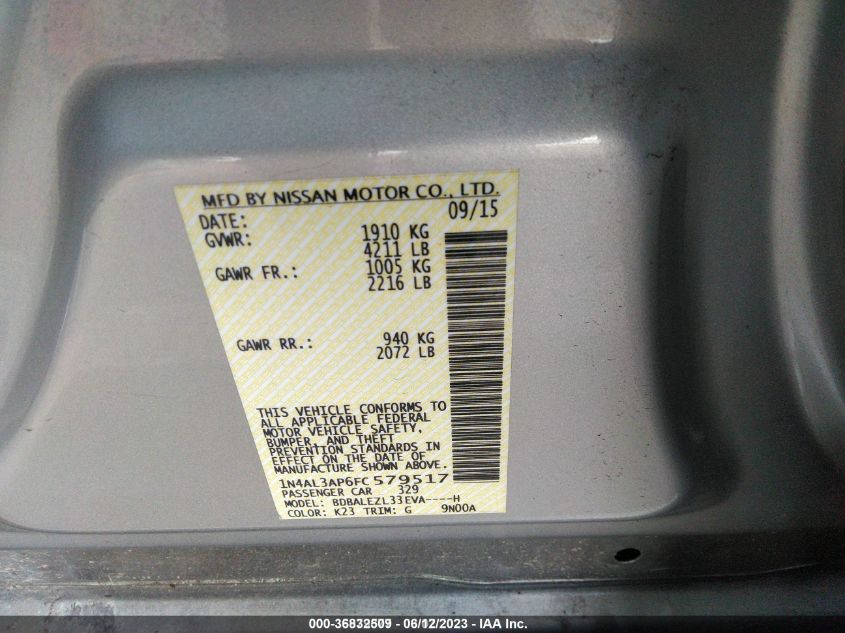 MFD BY NISSAN MOTOR CO., LTD.
DATE: 09/15
GVWR: 1910 KG
4211 LB
GAWR FR.: 1005 KG
2216 LB
GAWR RR.: 940 KG
2072 LB
THIS VEHICLE CONFORMS TO
ALL APPLICABLE FEDERAL
MOTOR VEHICLE SAFETY,
BUMPER, AND THEFT
PREVENTION STANDARDS IN
EFFECT ON THE DATE OF
MANUFACTURE SHOWN ABOVE.
1N4AL3AP6FC579517
PASSENGER CAR 329
MODEL: BDBALEZL33EVA----H
COLOR: K23 TRIM: G 9N00A
000-36832609 - 06/12/2023 - IAA Inc.